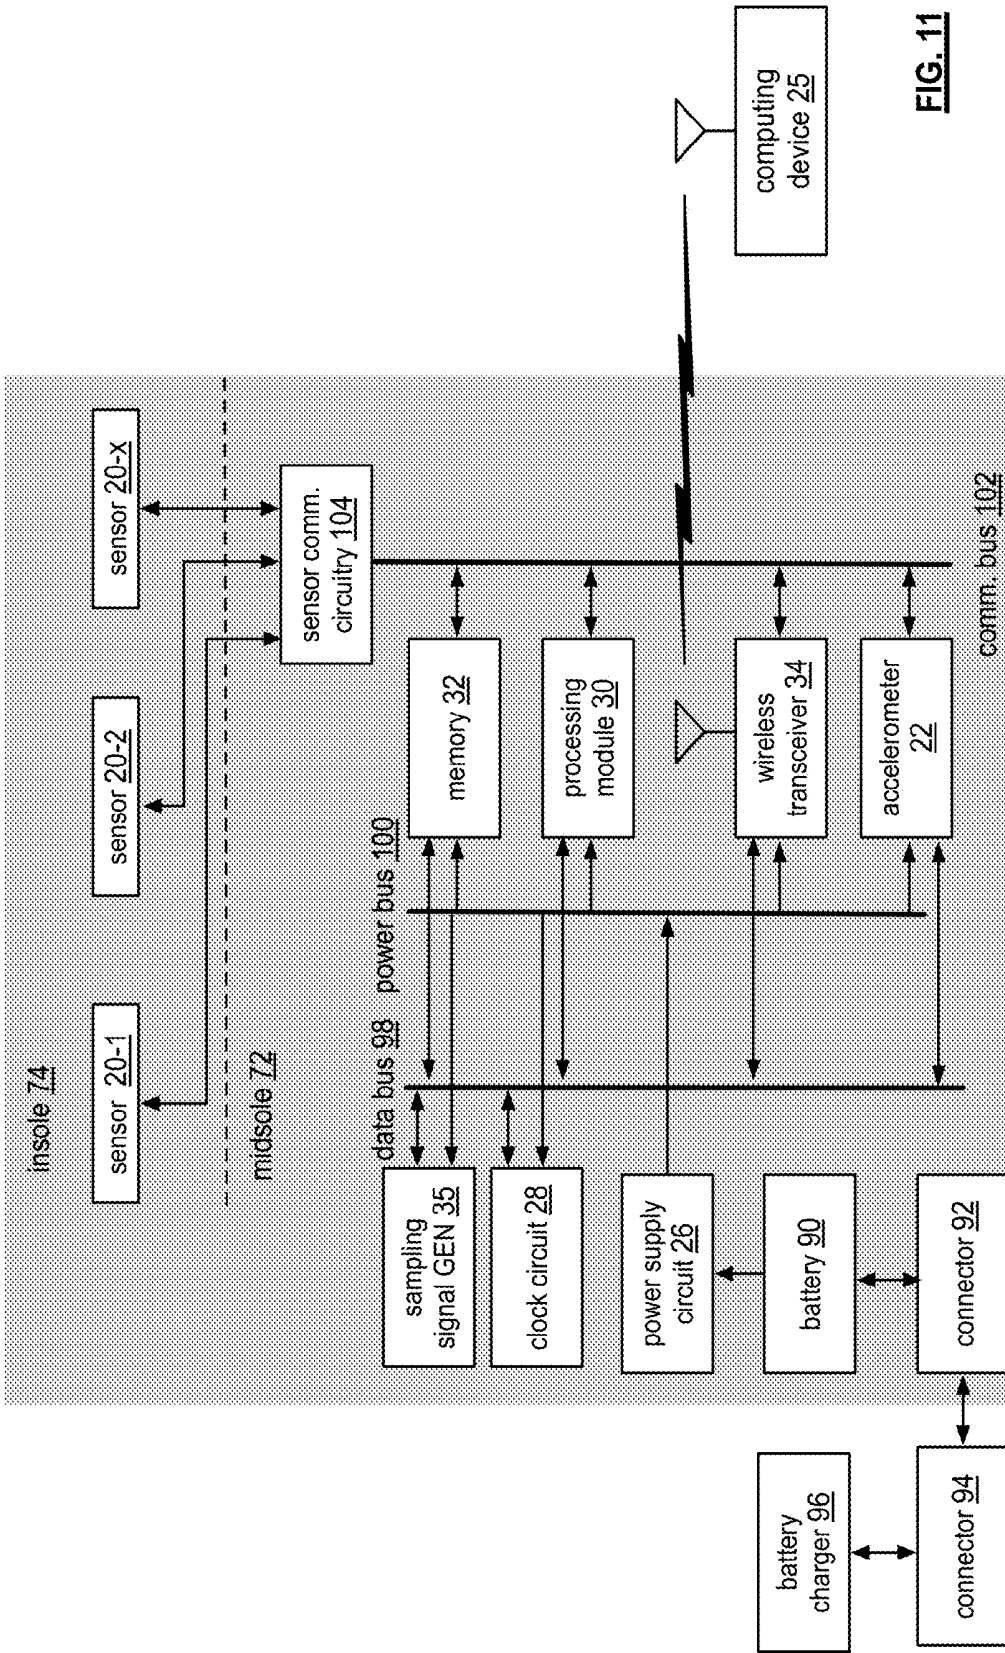 insole 74
sensor 20-1
sensor 20-2
sensor 20-x
midsole 72
sensor comm.
circuitry 104
data bus 98
power bus 100
sampling
signal GEN 35
memory 32
clock circuit 28
processing
module 30
power supply
circuit 26
wireless
transceiver 34
battery 90
accelerometer
22
connector 92
comm. bus 102
battery
charger 96
connector 94
computing
device 25
FIG. 11